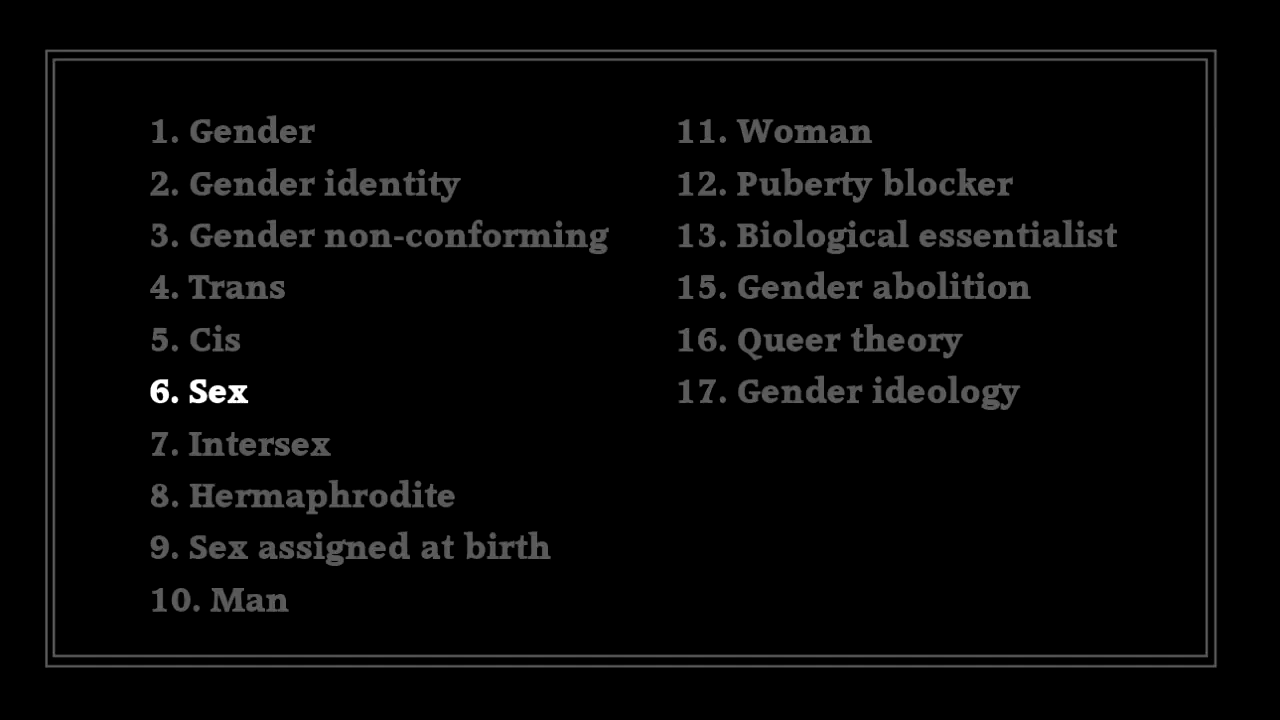 1. Gender
2. Gender identity
3. Gender non-conforming
4. Trans
5. Cis
6. Sex
7. Intersex
8. Hermaphrodite
9. Sex assigned at birth
10. Man
11. Woman
12. Puberty blocker
13. Biological essentialist
15. Gender abolition
16. Queer theory
17. Gender ideology